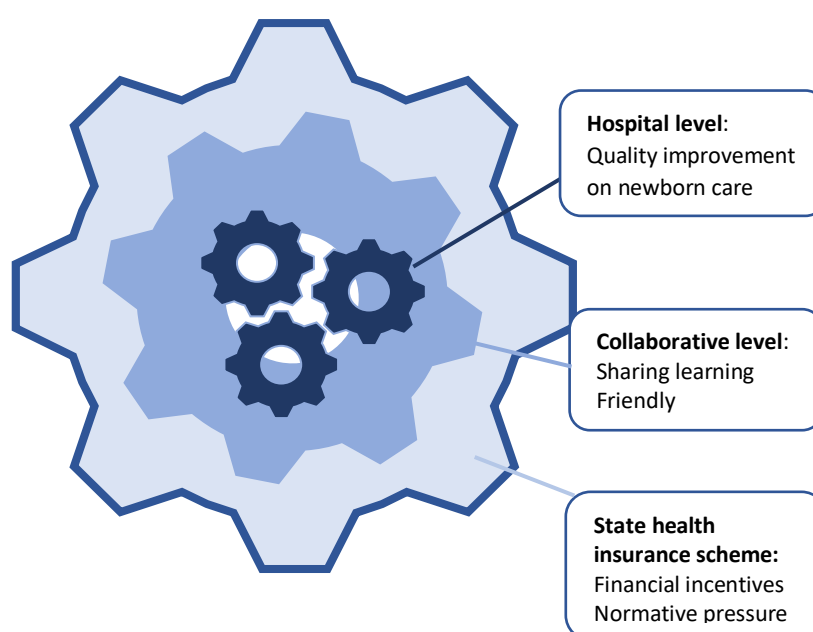 Hospital level:
Quality improvement
on newborn care
Collaborative level:
Sharing learning
Friendly
State health
insurance scheme:
Financial incentives
Normative pressure